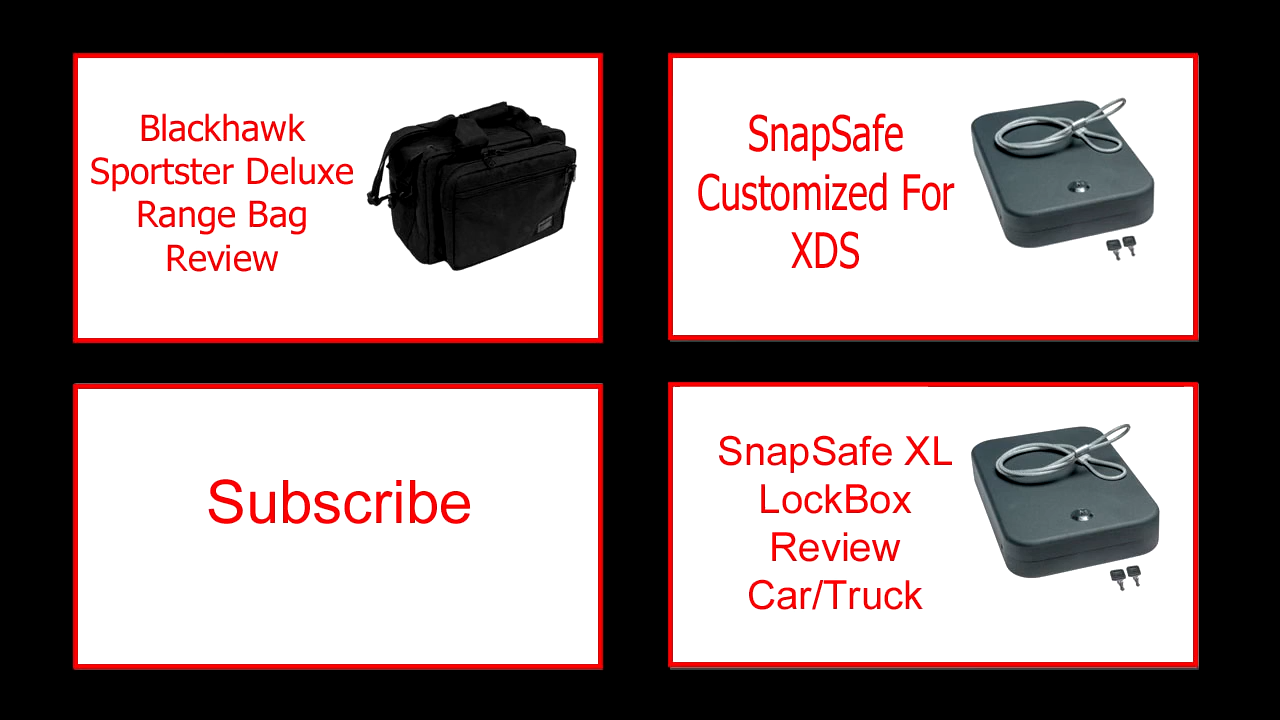 Blackhawk
Sportster Deluxe
Range Bag
Review
SnapSafe
Customized For
XDS
Subscribe
SnapSafe XL
LockBox
Review
Car/Truck